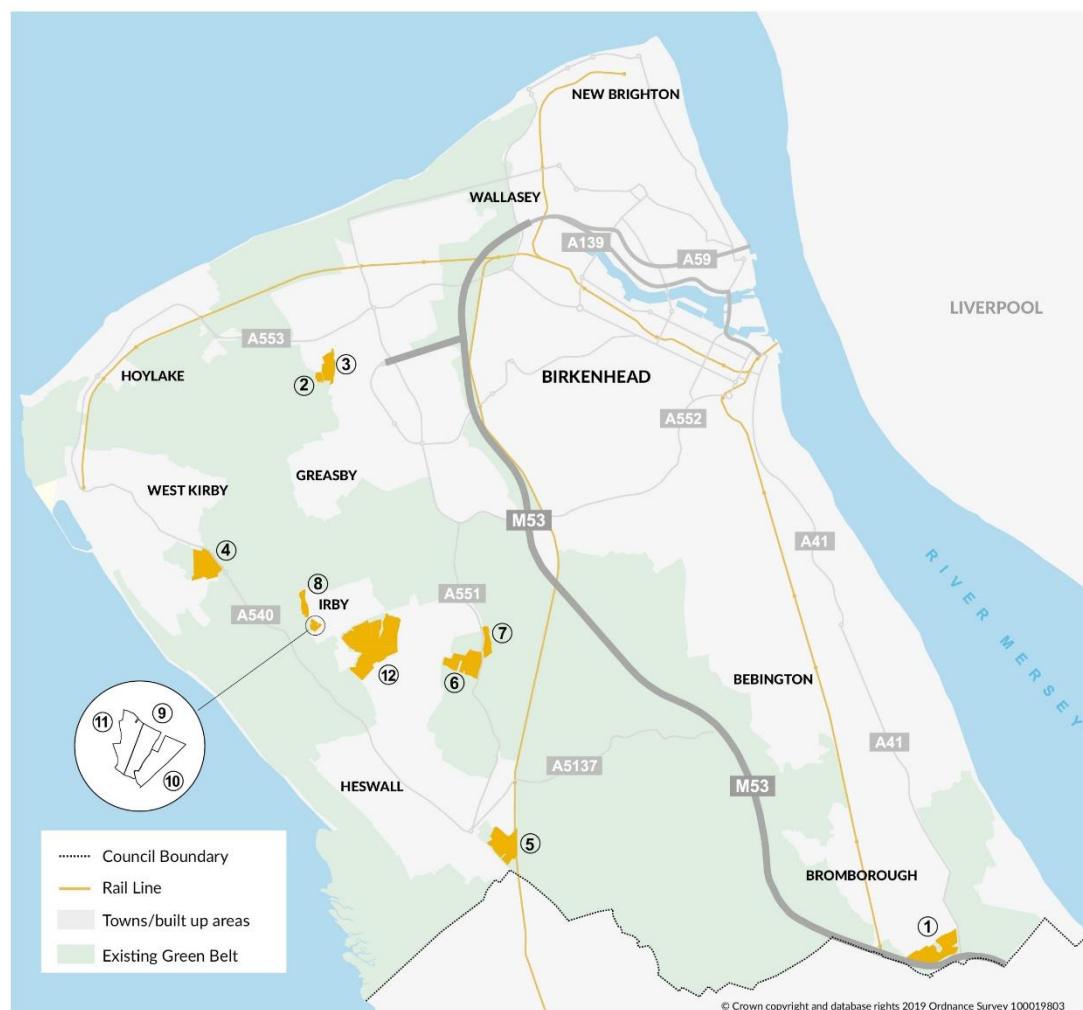 NEW BRIGHTON
WALLASEY
A139
A59
LIVERPOOL
A553
3
2
HOYLAKE
BIRKENHEAD
A552
GREASBY
WEST KIRBY
M53
A41
4
8
IRBY
A551
A540
7
12
6
BEBINGTON
RIVER MERSEY
11
9
10
A41
HESWALL
A5137
M53
5
BROMBOROUGH
1
Council Boundary
Rail Line
Towns/built up areas
Existing Green Belt
© Crown copyright and database rights 2019 Ordnance Survey 100019803